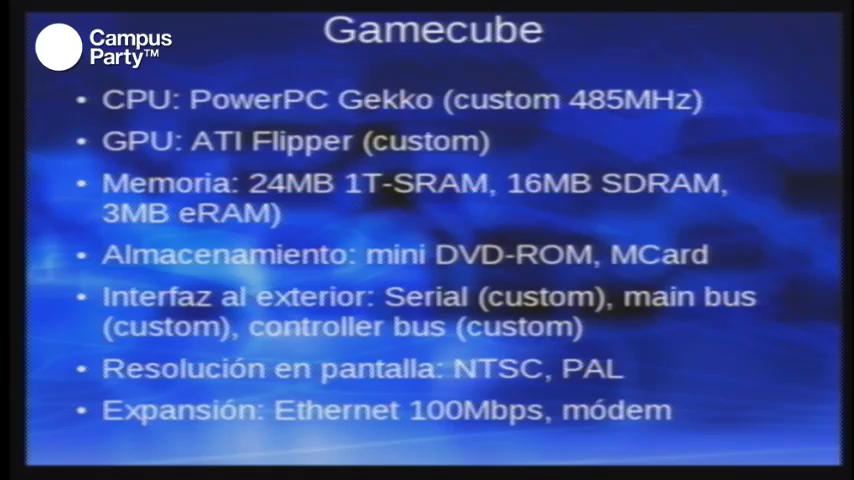 Campus
Party™
Gamecube
• CPU: PowerPC Gekko (custom 485MHz)
• GPU: ATI Flipper (custom)
• Memoria: 24MB 1T-SRAM, 16MB SDRAM,
3MB eRAM)
• Almacenamiento: mini DVD-ROM, MCard
• Interfaz al exterior: Serial (custom), main bus
(custom), controller bus (custom)
• Resolución en pantalla: NTSC, PAL
• Expansión: Ethernet 100Mbps, módem